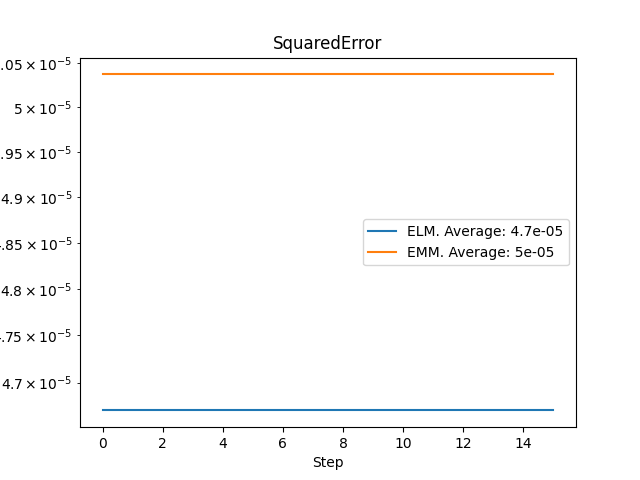 SquaredError
.05 × 10⁻⁵
5 × 10⁻⁵
.95 × 10⁻⁵
4.9 × 10⁻⁵
.85 × 10⁻⁵
4.8 × 10⁻⁵
.75 × 10⁻⁵
4.7 × 10⁻⁵
ELM. Average: 4.7e-05
EMM. Average: 5e-05
0 2 4 6 8 10 12 14
Step